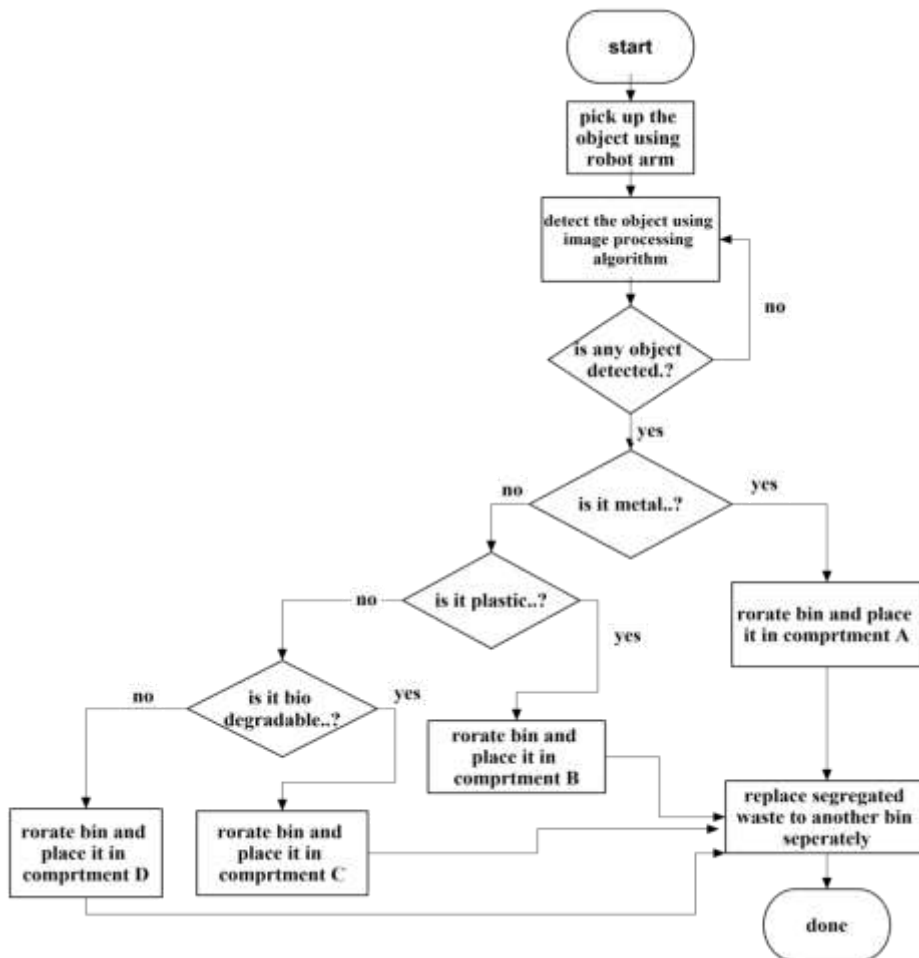 start
pick up the
object using
robot arm
detect the object using
image processing
algorithm
no
is any object
detected.?
yes
no
yes
is it metal..?
no
is it plastic..?
yes
rorate bin and place
it in comprtment A
no
is it bio
degradable..?
yes
rorate bin and
place it in
comprtment B
replace segregated
waste to another bin
seperately
rorate bin and
place it in
comprtment D
rorate bin and
place it in
comprtment C
done